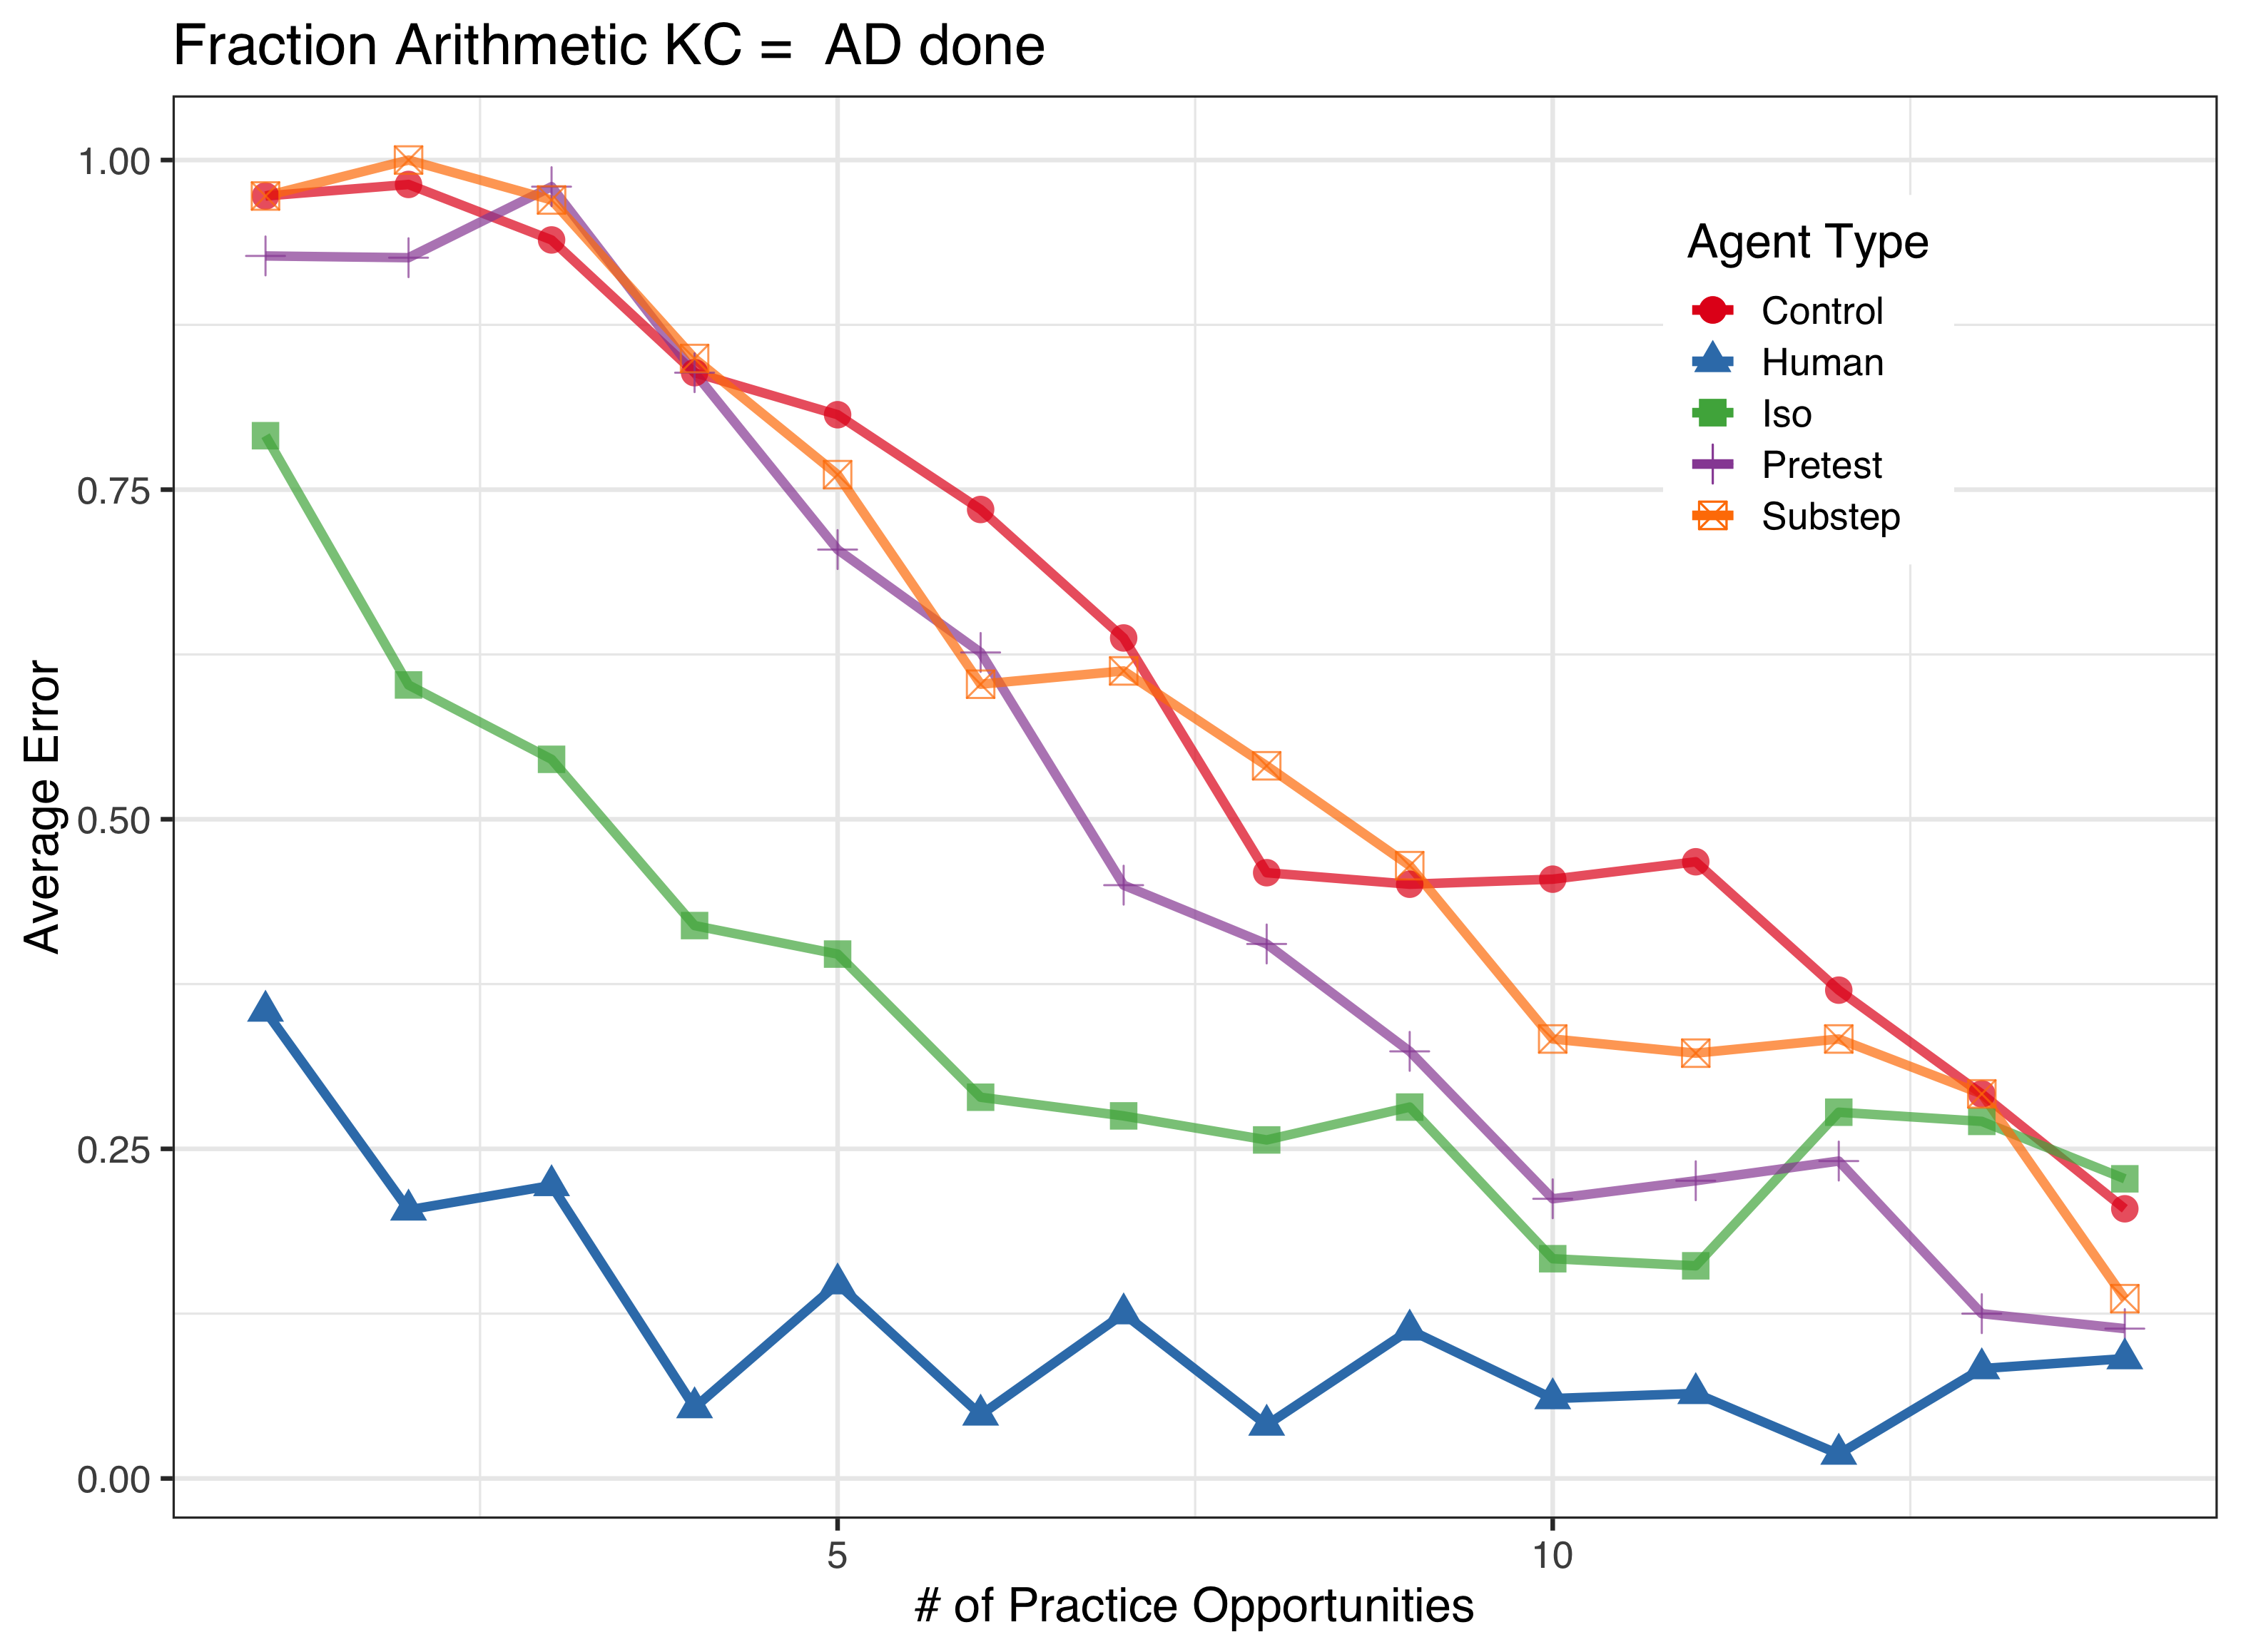 Fraction Arithmetic KC =  AD done
1.00
0.75
0.50
0.25
0.00
Average Error
5
10
# of Practice Opportunities
Agent Type
Control
Human
Iso
Pretest
Substep